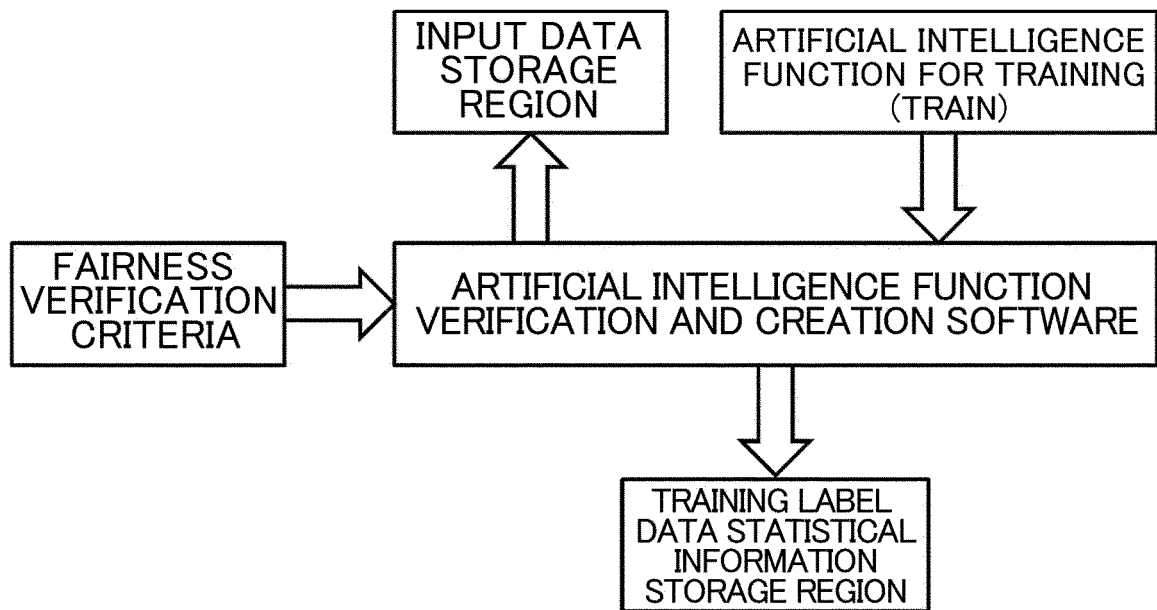 INPUT DATA
STORAGE
REGION
ARTIFICIAL INTELLIGENCE
FUNCTION FOR TRAINING
(TRAIN)
FAIRNESS
VERIFICATION
CRITERIA
ARTIFICIAL INTELLIGENCE FUNCTION
VERIFICATION AND CREATION SOFTWARE
TRAINING LABEL
DATA STATISTICAL
INFORMATION
STORAGE REGION